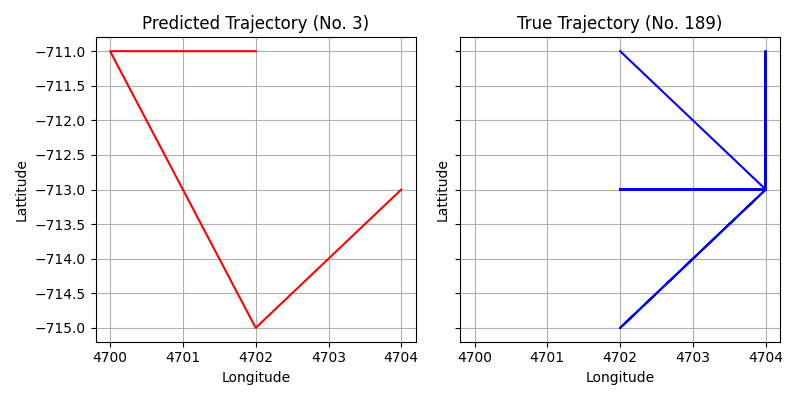 Predicted Trajectory (No. 3)
True Trajectory (No. 189)
Lattitude
−711.0
−711.5
−712.0
−712.5
−713.0
−713.5
−714.0
−714.5
−715.0
4700 4701 4702 4703 4704
Longitude
Lattitude
4700 4701 4702 4703 4704
Longitude